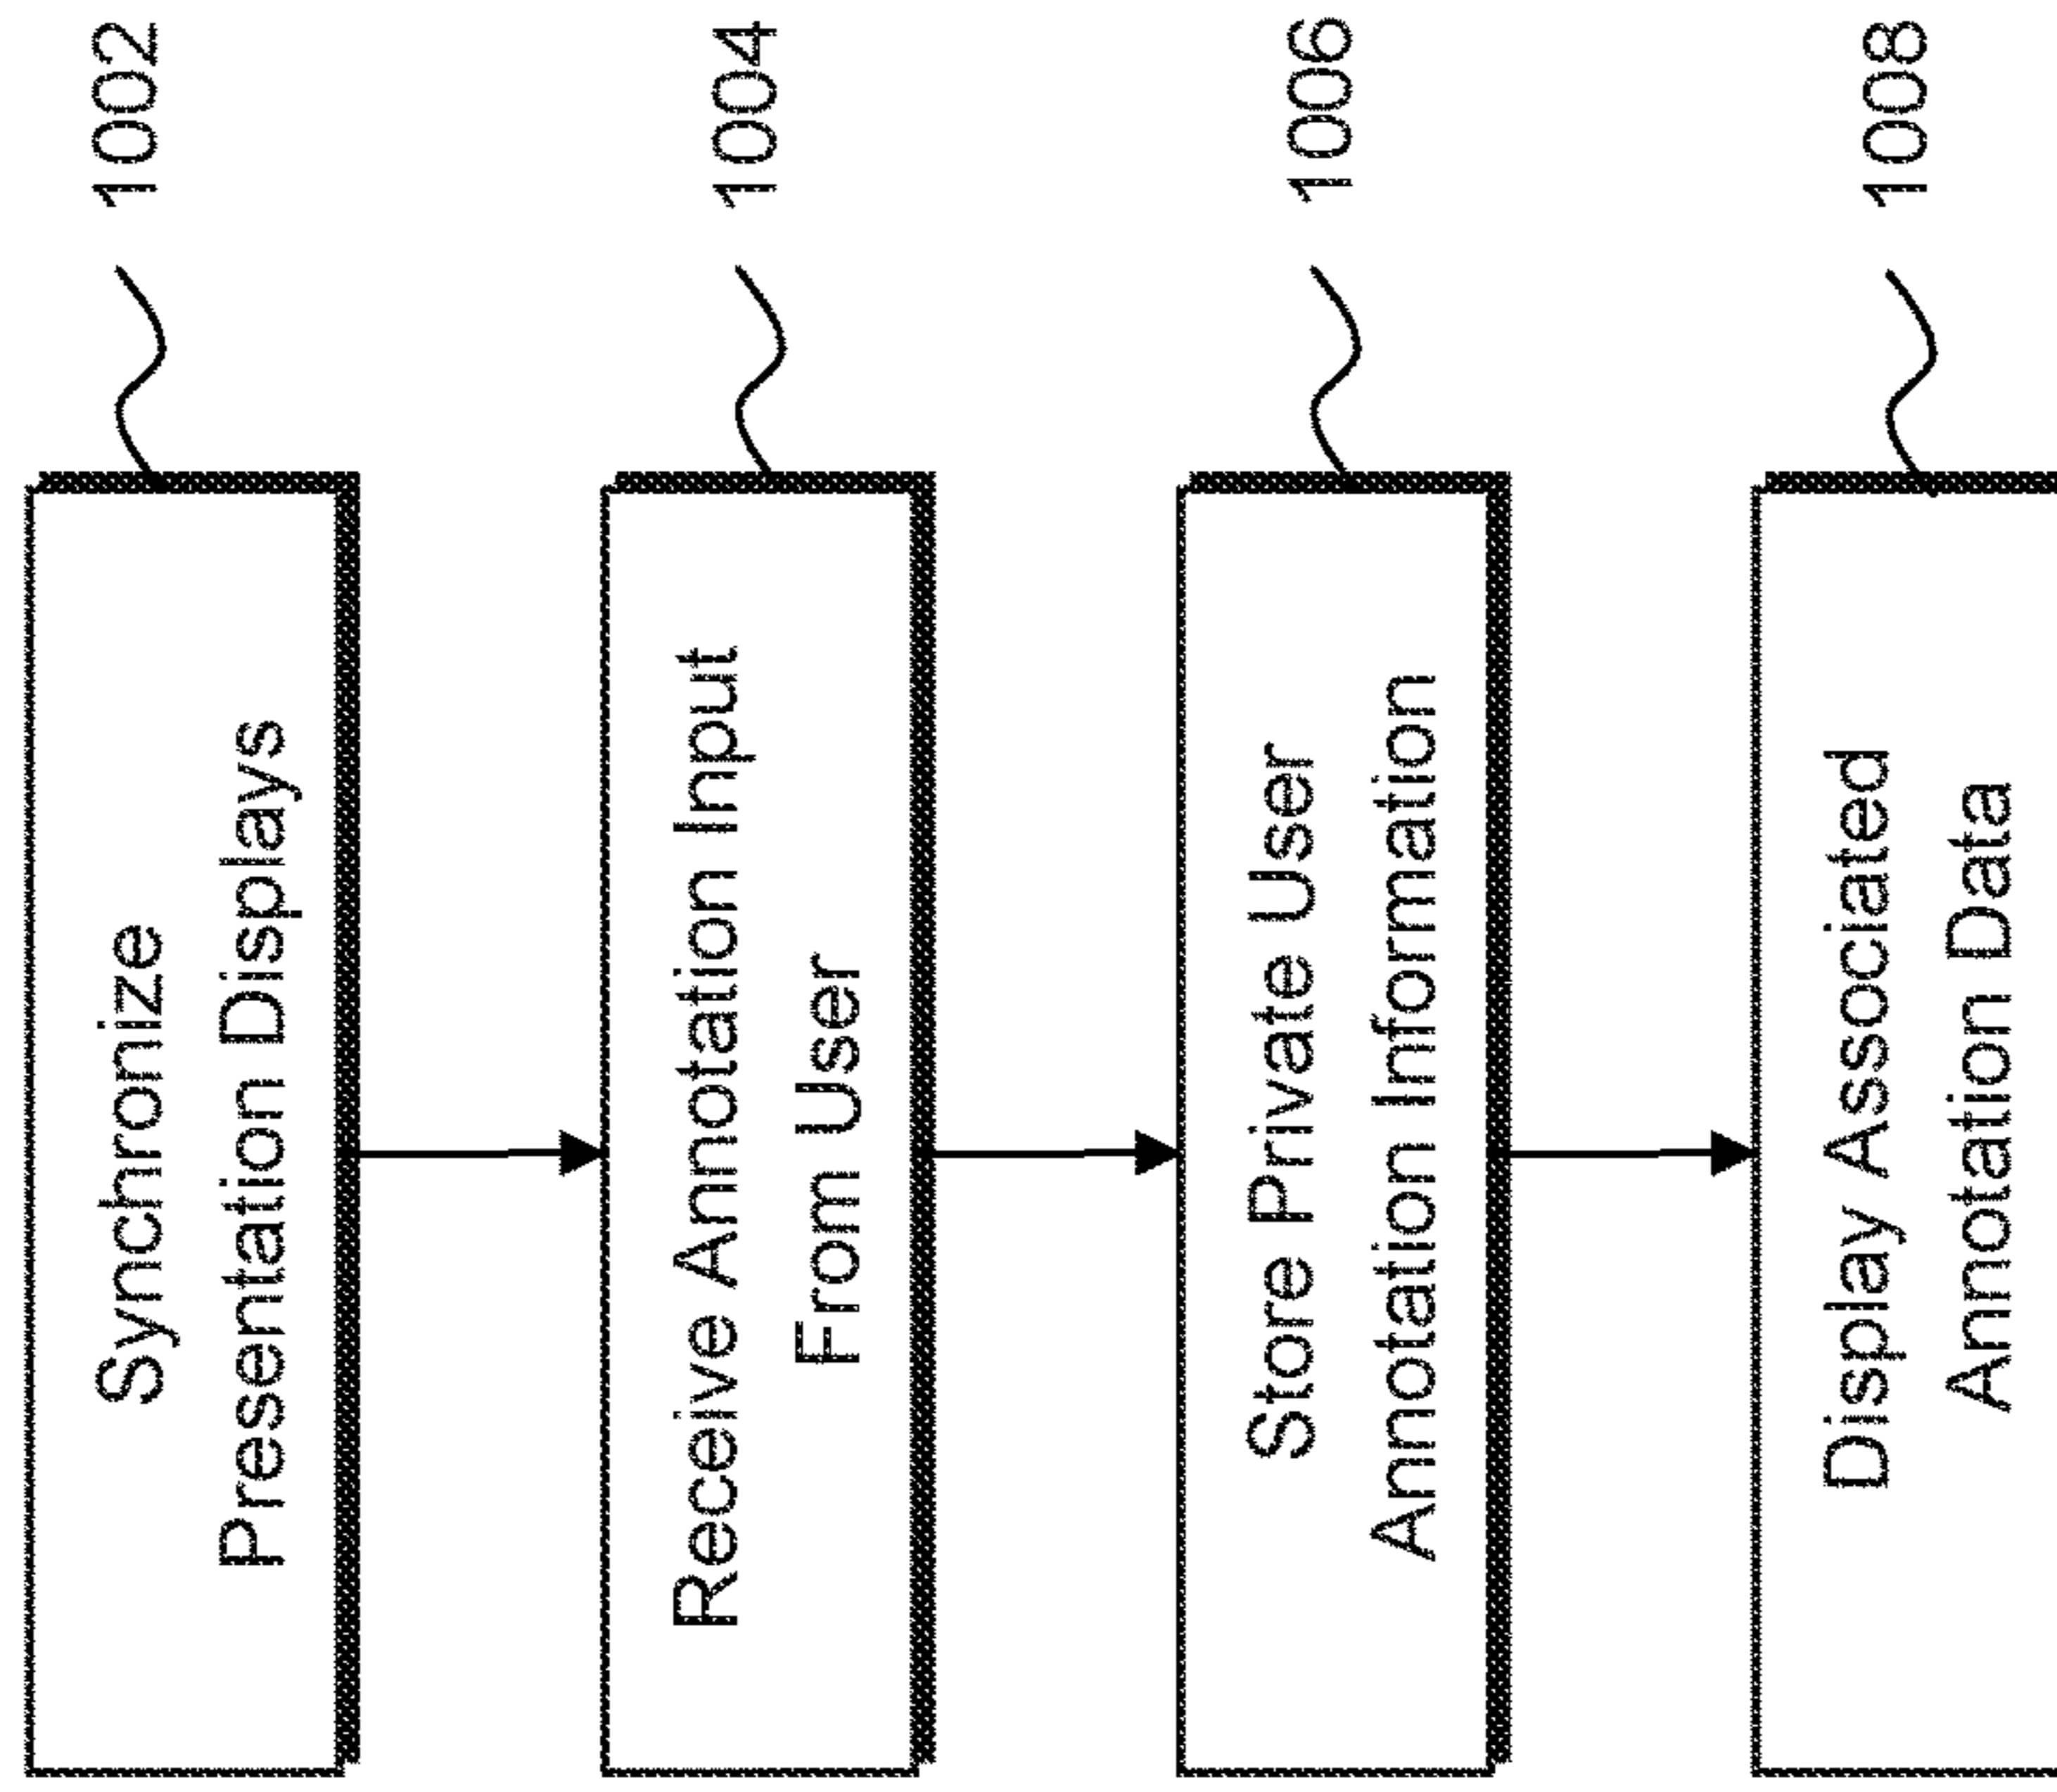 Synchronize
Presentation Displays
1002
Receive Annotation Input
From User
1004
Store Private User
Annotation Information
1006
Display Associated
Annotation Data
1008